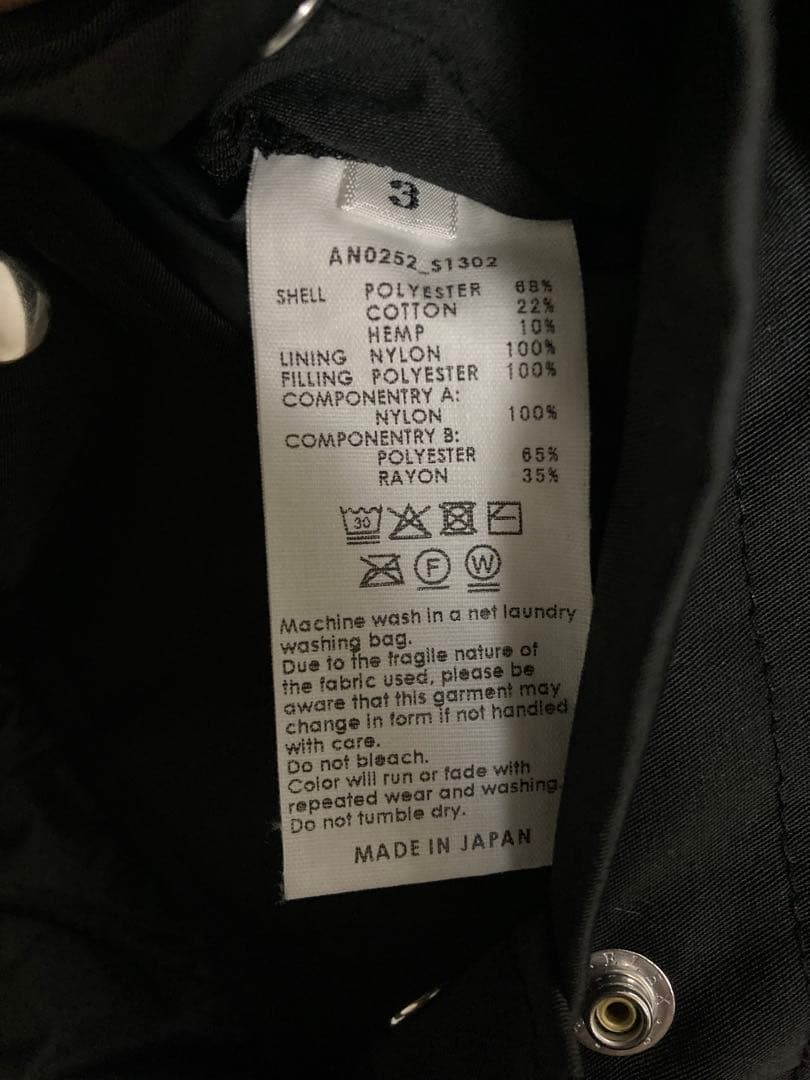 3
AN0252_S1302
SHELL POLYESTER 68%
COTTON 22%
HEMP 10%
LINING NYLON 100%
FILLING POLYESTER 100%
COMPONENTRY A:
NYLON 100%
COMPONENTRY B:
POLYESTER 65%
RAYON 35%
30
F W
Machine wash in a net laundry
washing bag.
Due to the fragile nature of
the fabric used, please be
aware that this garment may
change in form if not handled
with care.
Do not bleach.
Color will run or fade with
repeated wear and washing.
Do not tumble dry.
MADE IN JAPAN